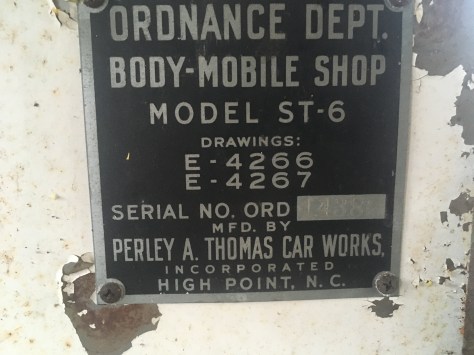 ORDNANCE DEPT.
BODY-MOBILE SHOP
MODEL ST-6
DRAWINGS:
E-4266
E-4267
SERIAL NO. ORD
MFD. BY
PERLEY A. THOMAS CAR WORKS,
INCORPORATED
HIGH POINT, N. C.